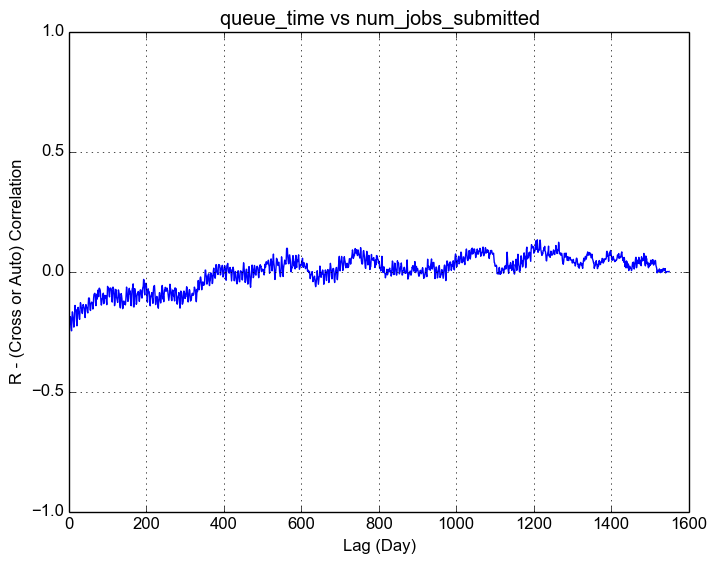 queue_time vs num_jobs_submitted
1.0
0.5
0.0
−0.5
−1.0
R - (Cross or Auto) Correlation
0 200 400 600 800 1000 1200 1400 1600
Lag (Day)